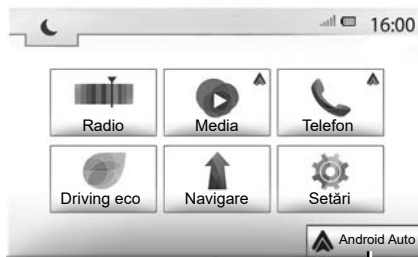 16:00
Radio
Media
Telefon
Driving eco
Navigare
Setări
Android Auto